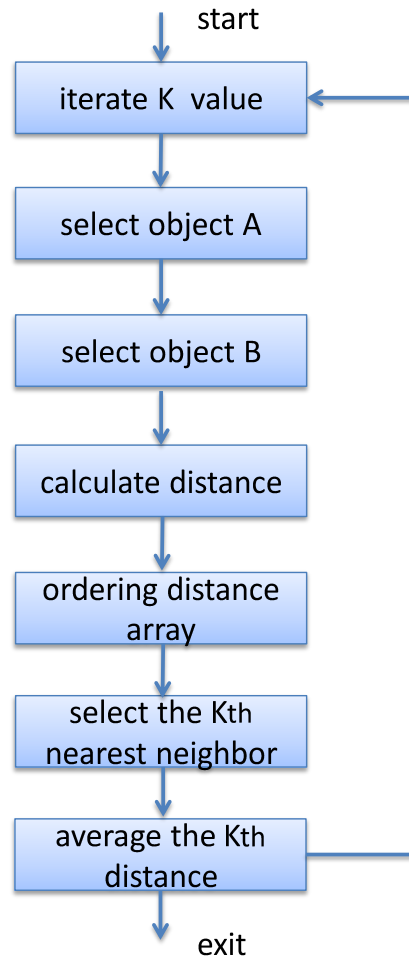 start
iterate K value
select object A
select object B
calculate distance
ordering distance
array
select the Kth
nearest neighbor
average the Kth
distance
exit